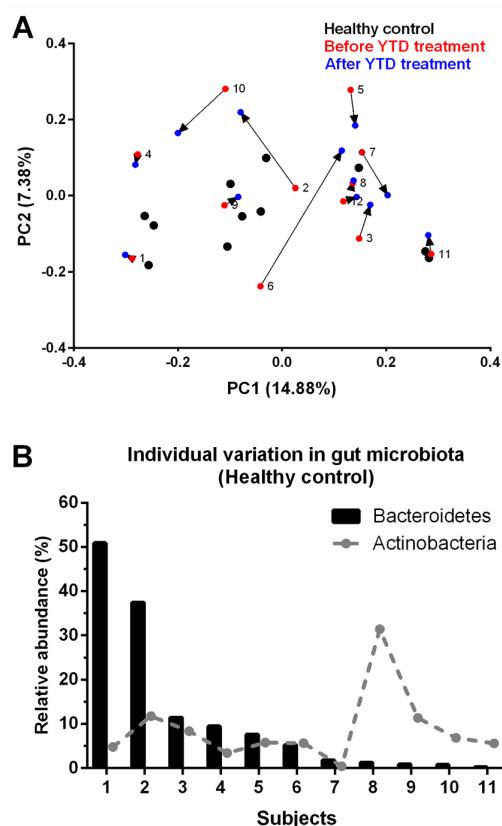 A
Healthy control
Before YTD treatment
After YTD treatment
0.4
0.2
0.0
-0.2
-0.4
PC2 (7.38%)
10
5
4
7
2
8
9
12
3
1
6
11
-0.4
-0.2
0.0
0.2
0.4
PC1 (14.88%)
B
Individual variation in gut microbiota
(Healthy control)
60
50
40
30
20
10
0
Relative abundance (%)
Bacteroidetes
Actinobacteria
1 2 3 4 5 6 7 8 9 10 11
Subjects